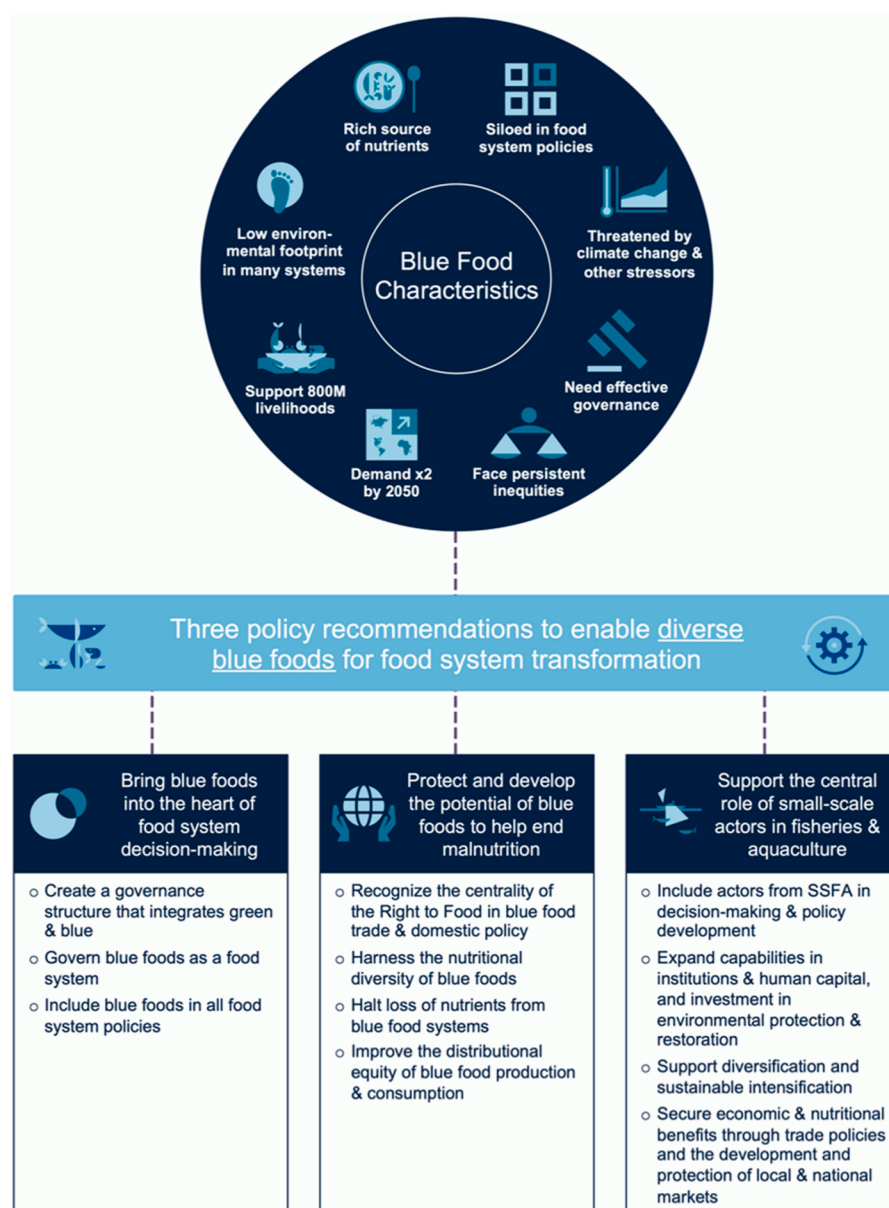 Rich source
of nutrients
Siloed in food
system policies
Low environ-
mental footprint
in many systems
Threatened by
climate change &
other stressors
Blue Food
Characteristics
Support 800M
livelihoods
Need effective
governance
Demand x2
by 2050
Face persistent
inequities
Three policy recommendations to enable diverse
blue foods for food system transformation
Bring blue foods
into the heart of
food system
decision-making
○ Create a governance
structure that integrates green
& blue
○ Govern blue foods as a food
system
○ Include blue foods in all food
system policies
Protect and develop
the potential of blue
foods to help end
malnutrition
○ Recognize the centrality of
the Right to Food in blue food
trade & domestic policy
○ Harness the nutritional
diversity of blue foods
○ Halt loss of nutrients from
blue food systems
○ Improve the distributional
equity of blue food production
& consumption
Support the central
role of small-scale
actors in fisheries &
aquaculture
○ Include actors from SSFA in
decision-making & policy
development
○ Expand capabilities in
institutions & human capital,
and investment in
environmental protection &
restoration
○ Support diversification and
sustainable intensification
○ Secure economic & nutritional
benefits through trade policies
and the development and
protection of local & national
markets